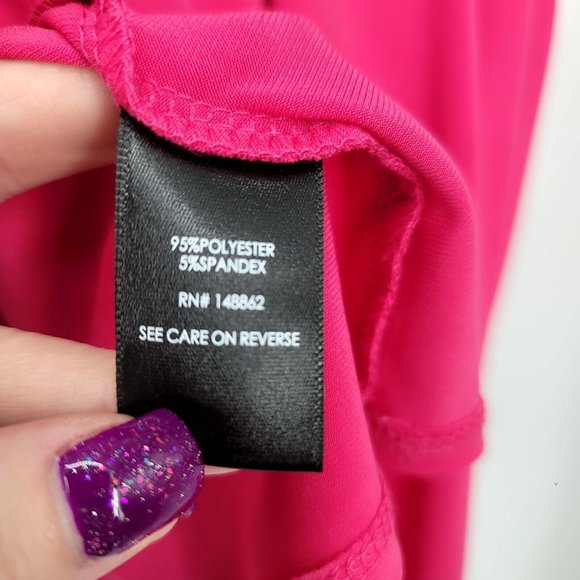 95%POLYESTER
5%SPANDEX
RN# 148862
SEE CARE ON REVERSE